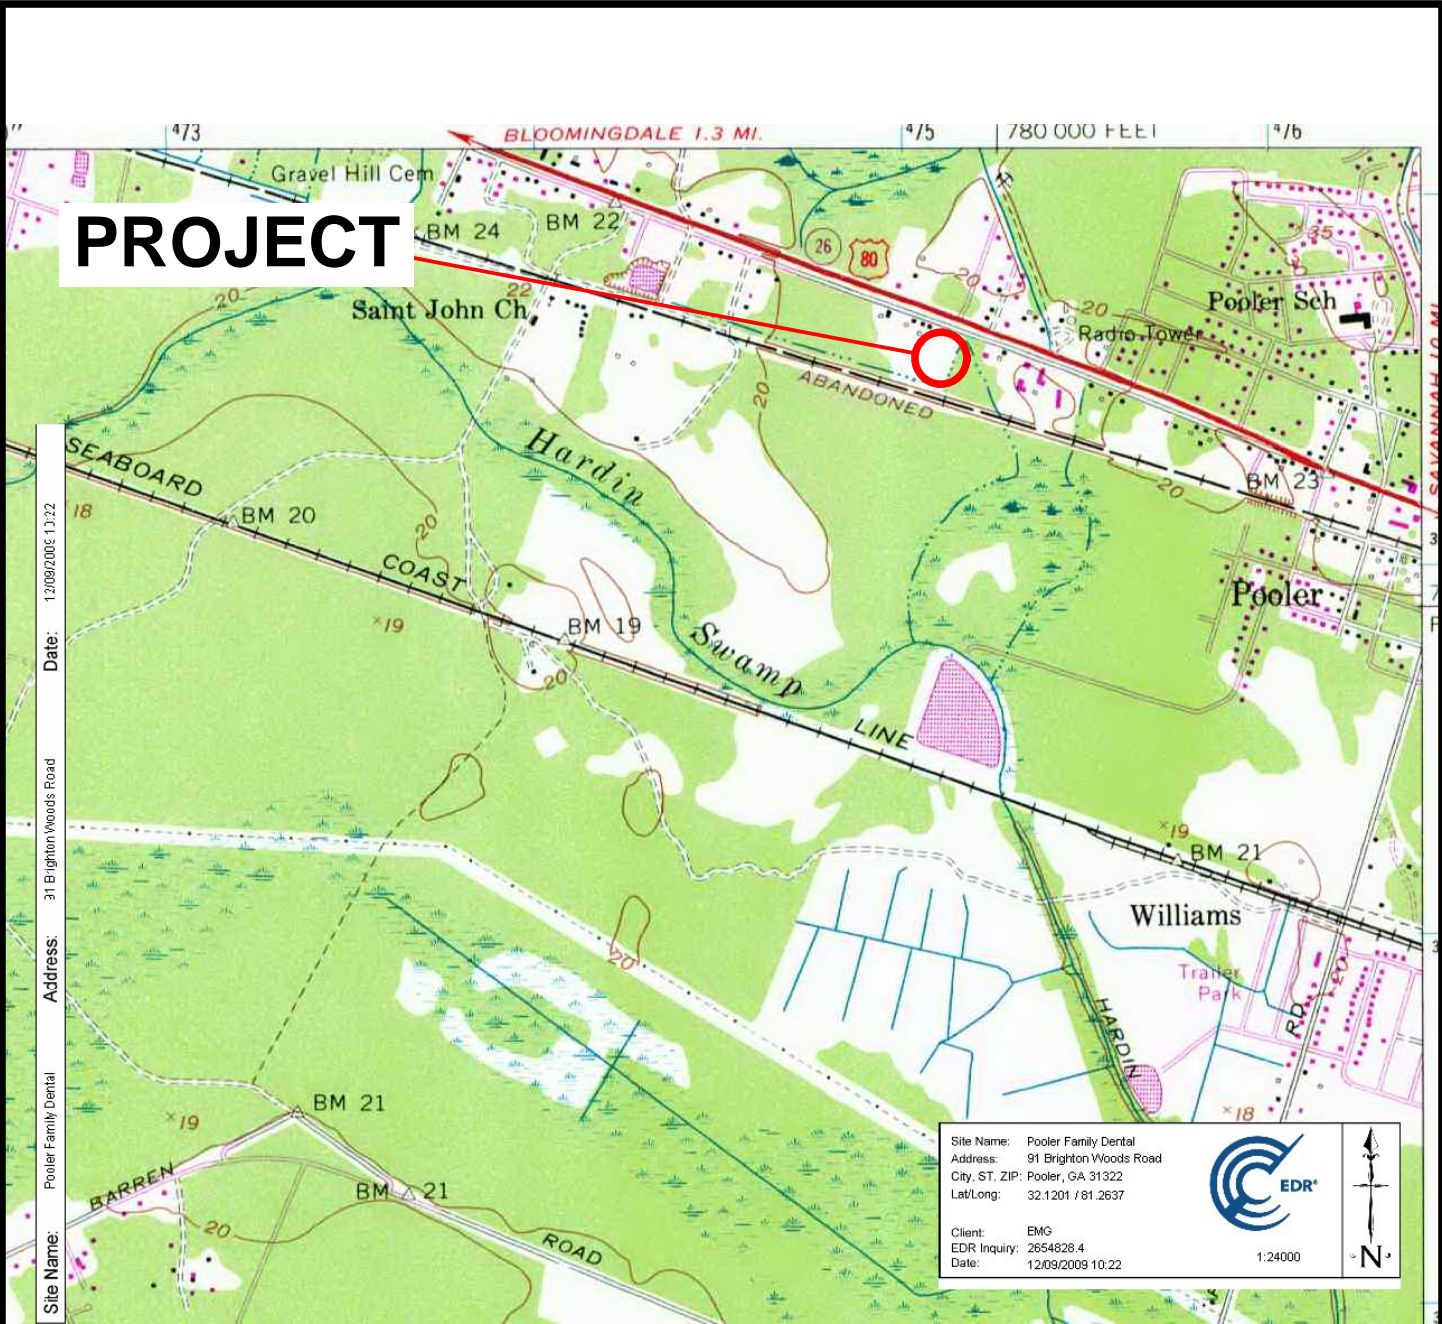 473
BLOOMINGDALE 1.3 MI.
475
780 000 FEET
476
Gravel Hill Cem
PROJECT
BM 24
BM 22
26
80
35
20
22
20
20
Saint John Ch
Pooler Sch
Radio Tower
SAVANNAH 10 MI.
ABANDONED
20
Hardin
SEABOARD
BM 23
20
18
BM 20
20
COAST
Pooler
19
BM 19
Swamp
20
LINE
19
BM 21
Williams
20
Trailer
Park
20
RD
HARDIN
BM 21
19
18
BARREN
BM 21
20
ROAD
Site Name: Pooler Family Dental Address: 91 Brighton Woods Road Date: 12/09/2009 10:22
Site Name: Pooler Family Dental
Address: 91 Brighton Woods Road
City, ST, ZIP: Pooler, GA 31322
Lat/Long: 32.1201 / 81.2637
Client: EMG
EDR Inquiry: 2654828.4
Date: 12/09/2009 10:22
EDR®
1:24000
N